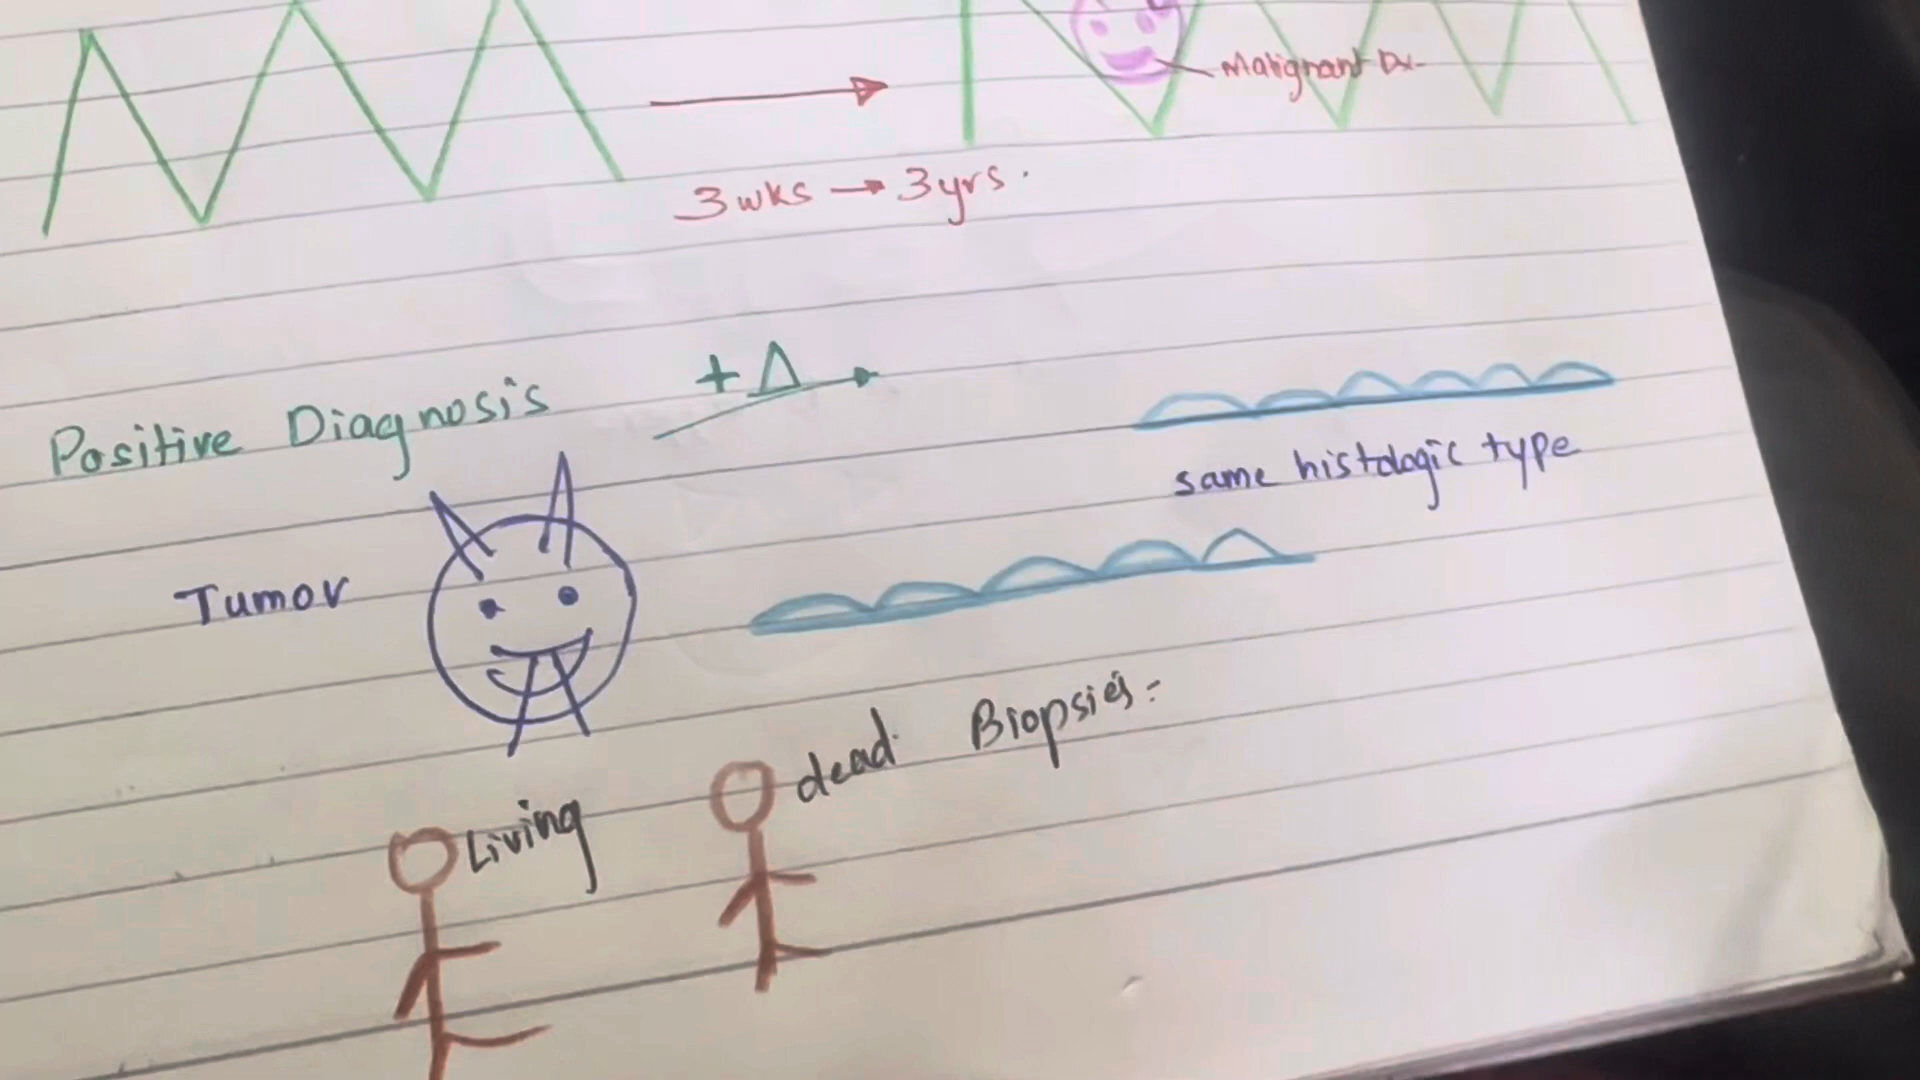 Malignant Dx-
3wks → 3yrs.
Positive Diagnosis + Δ
same histologic type
Tumor
dead. Biopsies:
Living